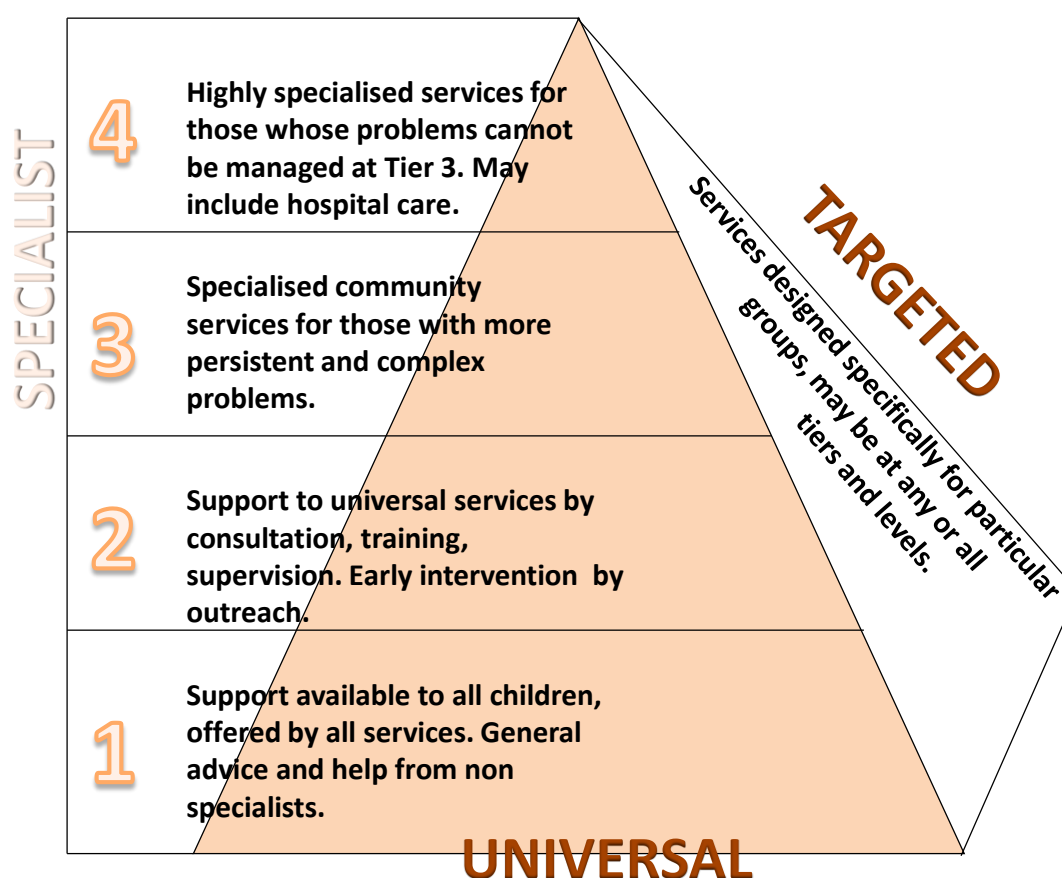 SPECIALIST
4
Highly specialised services for
those whose problems cannot
be managed at Tier 3. May
include hospital care.
3
Specialised community
services for those with more
persistent and complex
problems.
2
Support to universal services by
consultation, training,
supervision. Early intervention  by
outreach.
1
Support available to all children,
offered by all services. General
advice and help from non
specialists.
UNIVERSAL
TARGETED
Services designed specifically for particular
groups, may be at any or all
tiers and levels.